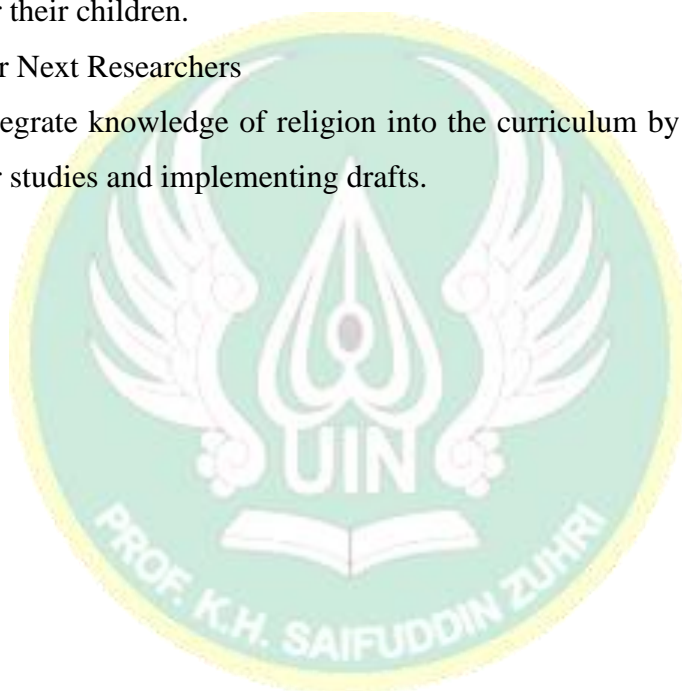 r their children.
r Next Researchers
tegrate knowledge of religion into the curriculum by
r studies and implementing drafts.
UIN
PROF. K.H. SAIFUDDIN ZUHRI